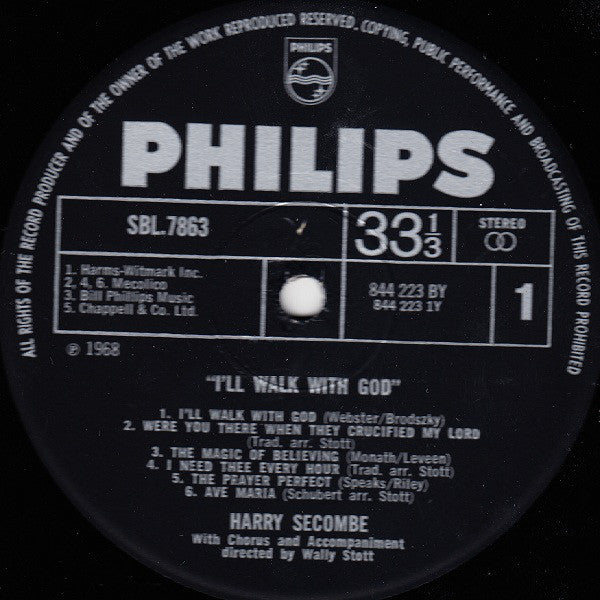 ALL RIGHTS OF THE RECORD PRODUCER AND OF THE OWNER OF THE WORK REPRODUCED RESERVED. COPYING, PUBLIC PERFORMANCE AND BROADCASTING OF THIS RECORD PROHIBITED
PHILIPS
PHILIPS
SBL.7863
33 1/3
STEREO
1. Harms-Witmark Inc.
2, 4, 6. Mecolico
3. Bill Phillips Music
5. Chappell & Co. Ltd.
844 223 BY
844 223 1Y
1
℗ 1968
"I'LL WALK WITH GOD"
1. I'LL WALK WITH GOD (Webster/Brodszky)
2. WERE YOU THERE WHEN THEY CRUCIFIED MY LORD
(Trad. arr. Stott)
3. THE MAGIC OF BELIEVING (Monath/Leveen)
4. I NEED THEE EVERY HOUR (Trad. arr. Stott)
5. THE PRAYER PERFECT (Speaks/Riley)
6. AVE MARIA (Schubert arr. Stott)
HARRY SECOMBE
With Chorus and Accompaniment
directed by Wally Stott